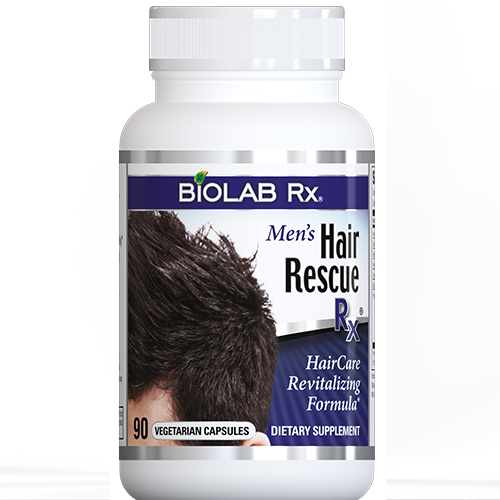 BiOLAB Rx®
Men's Hair
Rescue
Rx®
HairCare
Revitalizing
Formula*
90 VEGETARIAN CAPSULES
DIETARY SUPPLEMENT